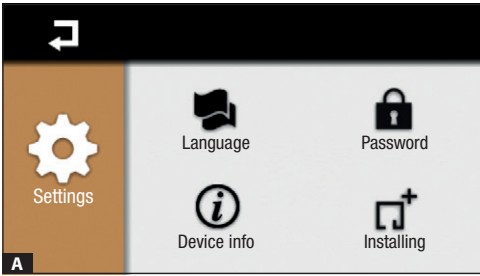 Language
Password
Settings
Device info
Installing
A